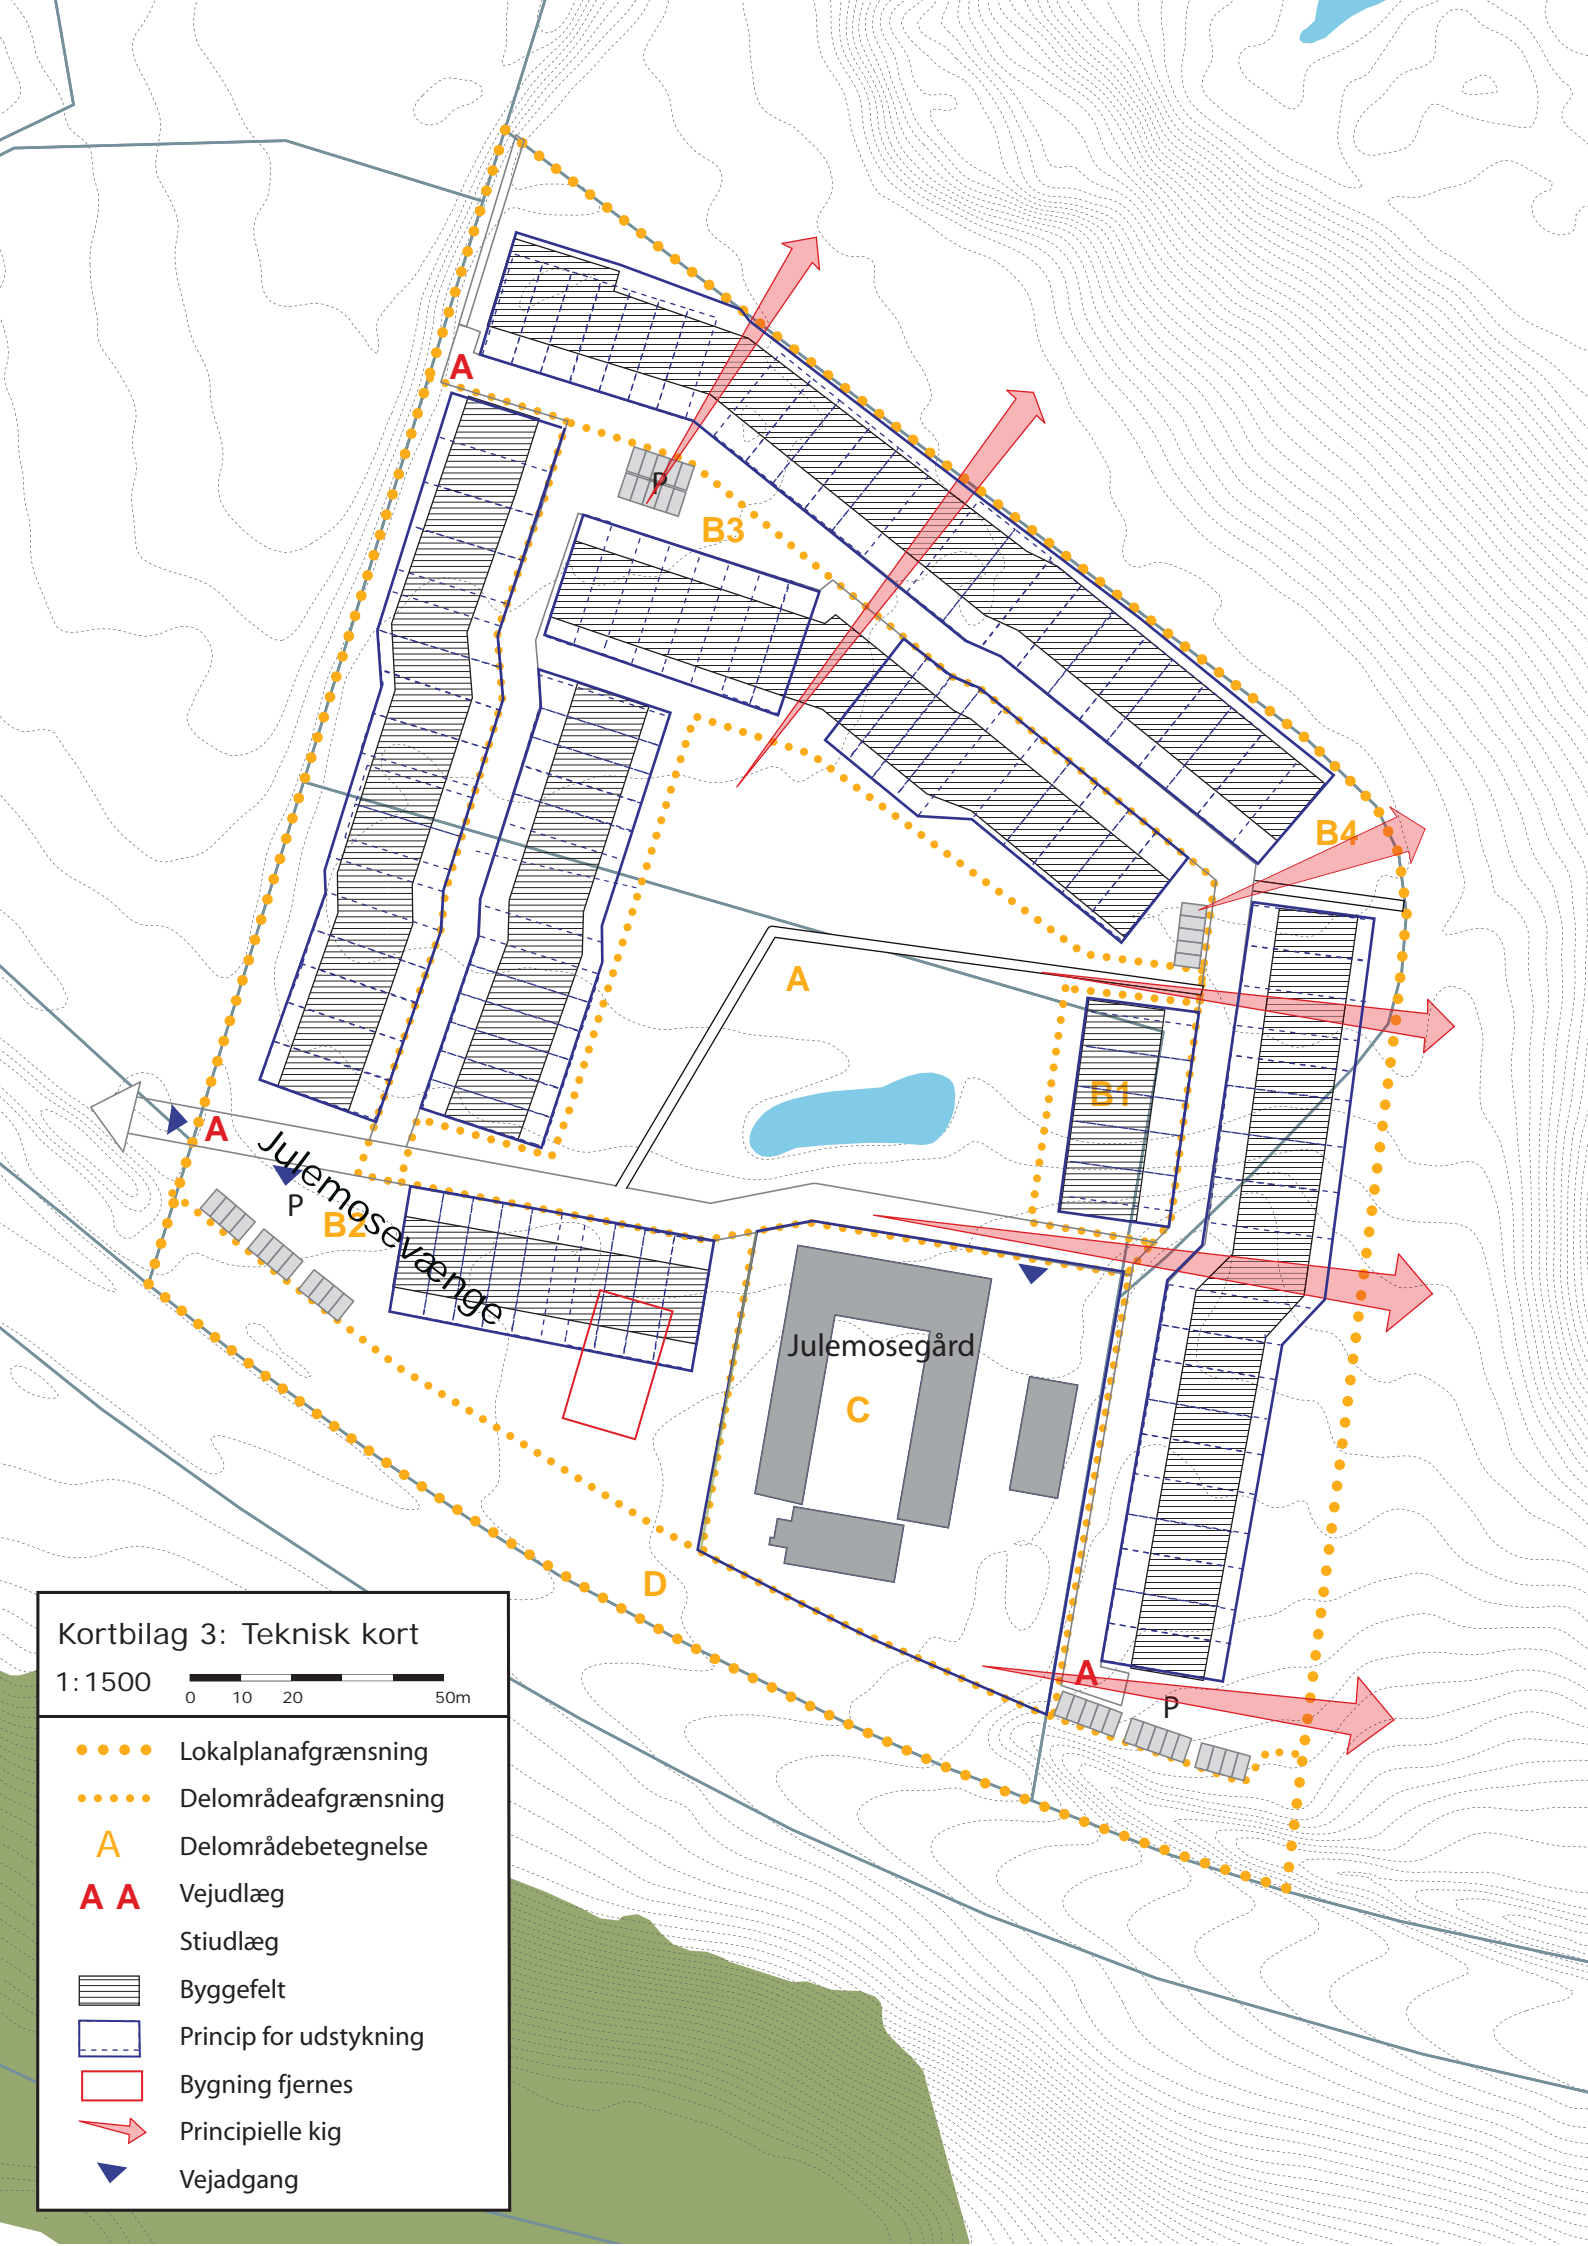 A
P
B3
B4
A
B1
A
Julemosevænge
P
B2
Julemosegård
C
D
A
P
Kortbilag 3: Teknisk kort
1:1500
0 10 20 50m
Lokalplanafgrænsning
Delområdeafgrænsning
A Delområdebetegnelse
A A Vejudlæg
Stiudlæg
Byggefelt
Princip for udstykning
Bygning fjernes
Principielle kig
Vejadgang